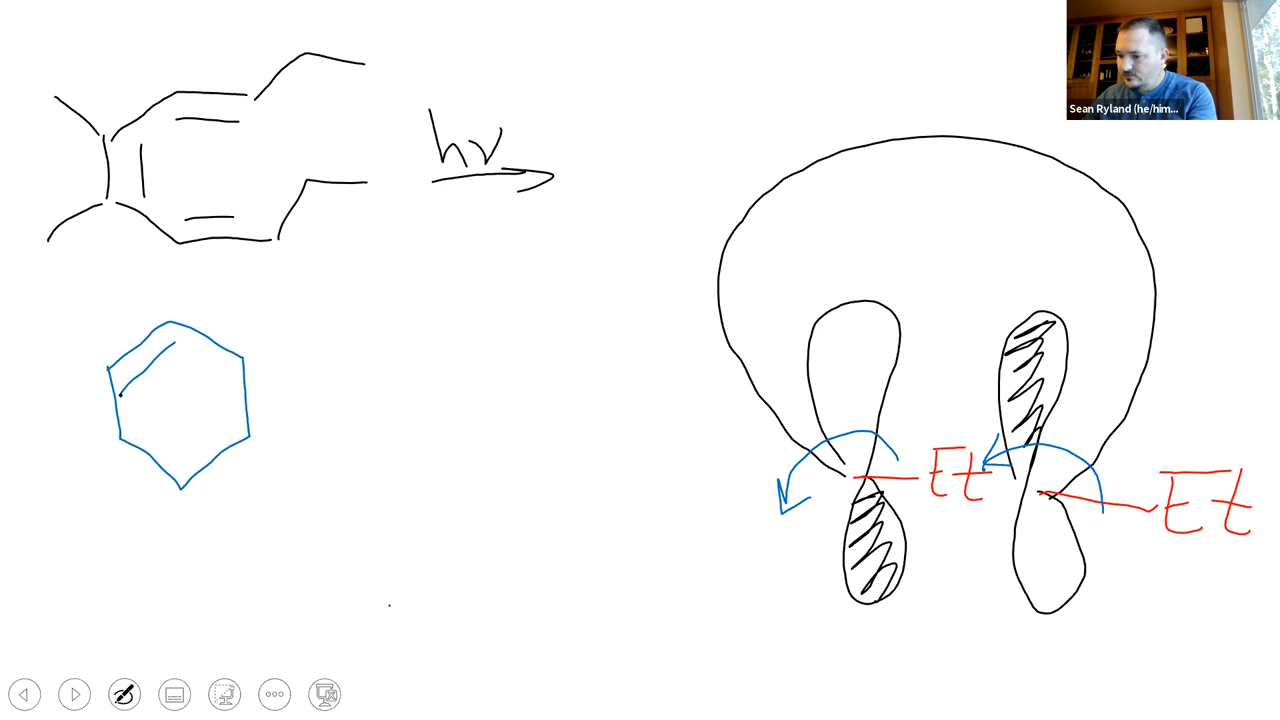 Sean Ryland (he/him...
hν
Et
Et